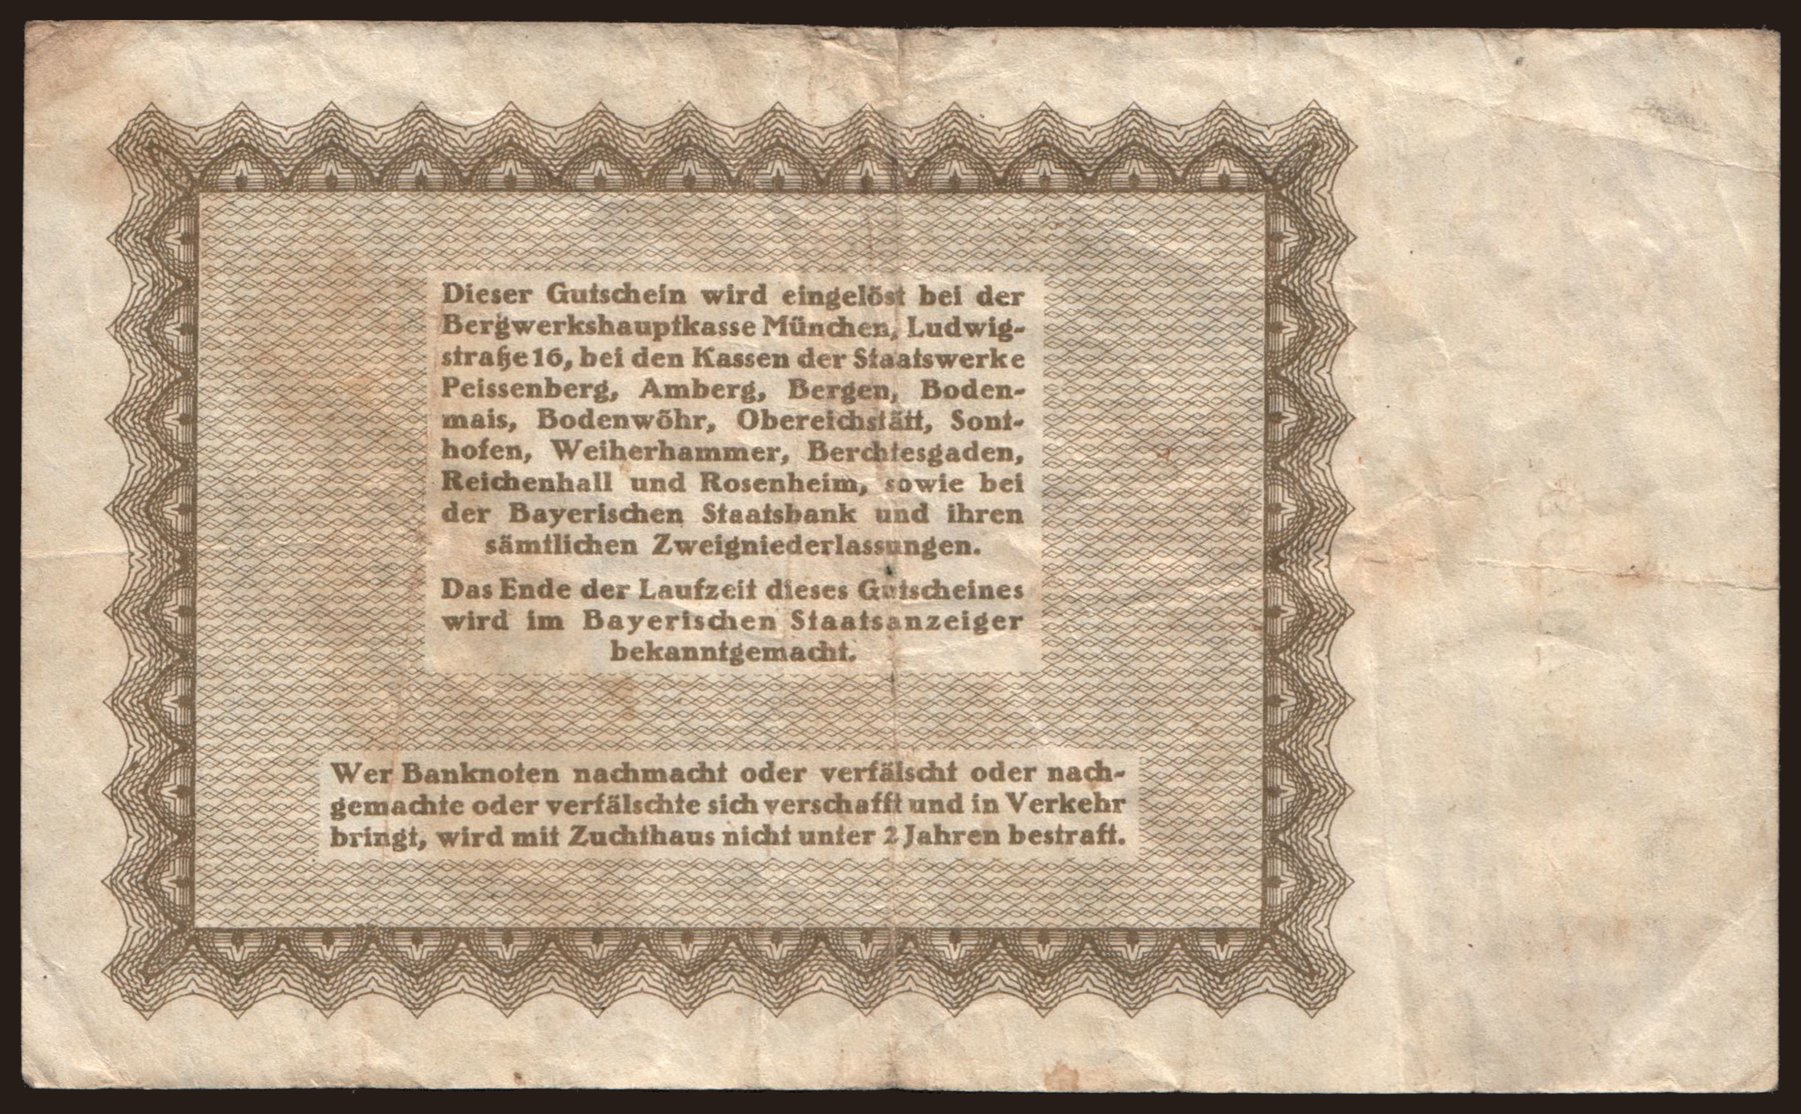 Dieser Gutschein wird eingelöst bei der
Bergwerkshauptkasse München, Ludwig-
straße 16, bei den Kassen der Staatswerke
Peissenberg, Amberg, Bergen, Boden-
mais, Bodenwöhr, Obereichstätt, Sont-
hofen, Weiherhammer, Berchtesgaden,
Reichenhall und Rosenheim, sowie bei
der Bayerischen Staatsbank und ihren
sämtlichen Zweigniederlassungen.
Das Ende der Laufzeit dieses Gutscheines
wird im Bayerischen Staatsanzeiger
bekanntgemacht.
Wer Banknoten nachmacht oder verfälscht oder nach-
gemachte oder verfälschte sich verschafft und in Verkehr
bringt, wird mit Zuchthaus nicht unter 2 Jahren bestraft.